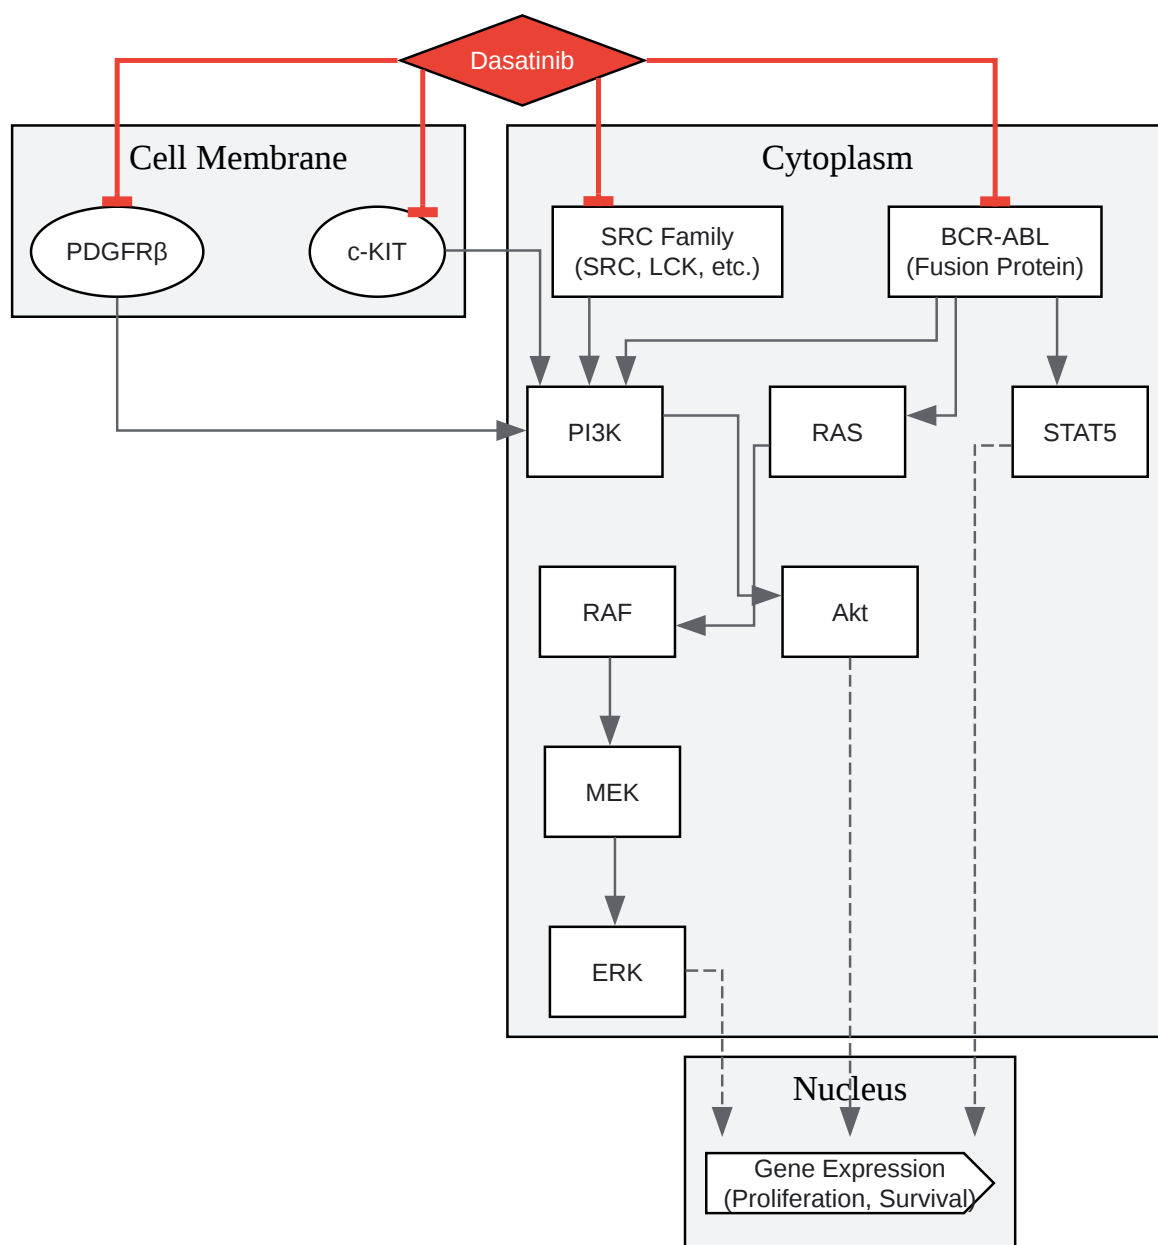 Dasatinib
Cell Membrane
Cytoplasm
PDGFRβ
c-KIT
SRC Family
(SRC, LCK, etc.)
BCR-ABL
(Fusion Protein)
PI3K
RAS
STAT5
RAF
Akt
MEK
ERK
Nucleus
Gene Expression
(Proliferation, Survival)